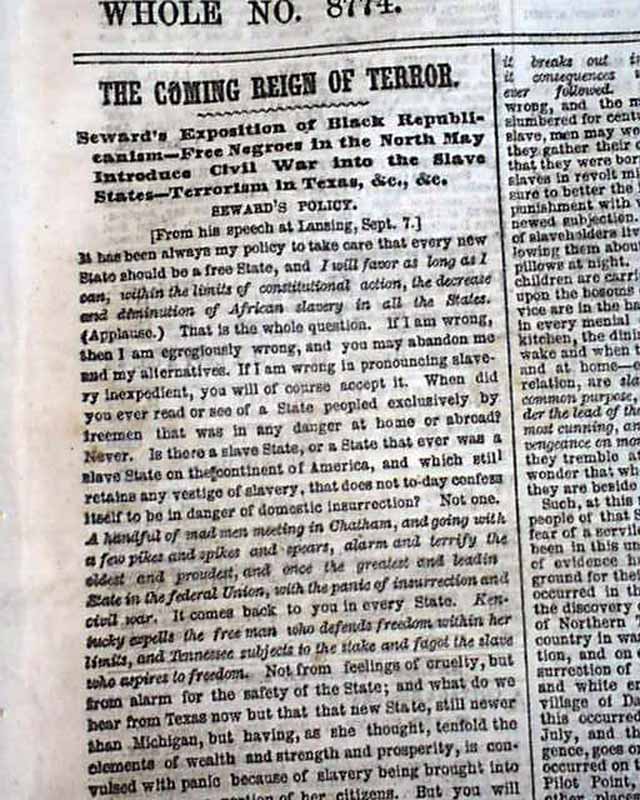 WHOLE NO. 8774.
THE COMING REIGN OF TERROR.
Seward's Exposition of Black Republi-
canism—Free Negroes in the North May
Introduce Civil War into the Slave
States—Terrorism in Texas, &c., &c.
SEWARD'S POLICY.
[From his speech at Lansing, Sept. 7.]
It has been always my policy to take care that every new
State should be a free State, and I will favor as long as I
can, within the limits of constitutional action, the decrease
and diminution of African slavery in all the States.
(Applause.) That is the whole question. If I am wrong,
then I am egregiously wrong, and you may abandon me
and my alternatives. If I am wrong in pronouncing slave-
ry inexpedient, you will of course accept it. When did
you ever read or see of a State peopled exclusively by
freemen that was in any danger at home or abroad?
Never. Is there a slave State, or a State that ever was a
slave State on the continent of America, and which still
retains any vestige of slavery, that does not to-day confess
itself to be in danger of domestic insurrection? Not one.
A handful of mad men meeting in Chatham, and going with
a few pikes and spikes and spears, alarm and terrify the
oldest and proudest, and once the greatest and leadin
State in the federal Union, with the panic of insurrection and
civil war. It comes back to you in every State. Ken-
tucky expells the free man who defends freedom within her
limits, and Tennessee subjects to the stake and fagot the slave
who aspires to freedom. Not from feelings of cruelty, but
from alarm for the safety of the State; and what do we
hear from Texas now but that that new State, still newer
than Michigan, but having, as she thought, tenfold the
elements of wealth and strength and prosperity, is con-
vulsed with panic because of slavery being brought into
of her citizens. But you will
it breaks out
it consequences
ever followed.
wrong, and the
slumbered for
slave, men may
they gather their
that they were
slaves in revolt
sure to better the
punishment with
newed subjection.
of slaveholders
lowing them
pillows at night.
children are
upon the bosoms
vice are in the
in every menial
kitchen, the
wake and when
and at home—
relation, are
common purpose,
der the lead of the
most cunning,
vengeance on
they tremble at
wonder that
they are beside
Such, at this
people of that
fear of a
been in this
of evidence
ground for
occurred in
the discovery
of Northern
country in
tion, and on
surrection of
and white
village of
this occurred
July, and
gence, goes
occurred on
Pilot Point,
other